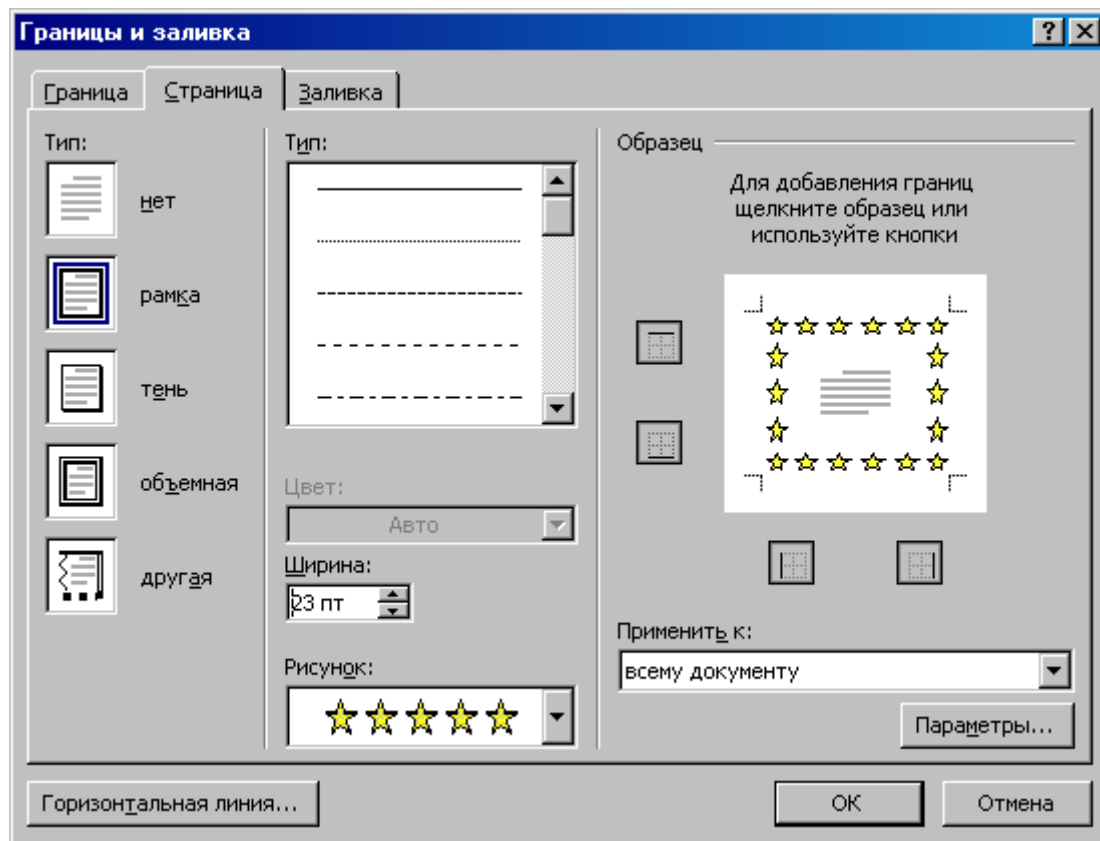 Границы и заливка
Граница
Страница
Заливка
Тип:
нет
рамка
тень
объемная
другая
Тип:
Цвет:
Авто
Ширина:
23 пт
Рисунок:
Образец
Для добавления границ
щелкните образец или
используйте кнопки
Применить к:
всему документу
Параметры...
Горизонтальная линия...
ОК
Отмена